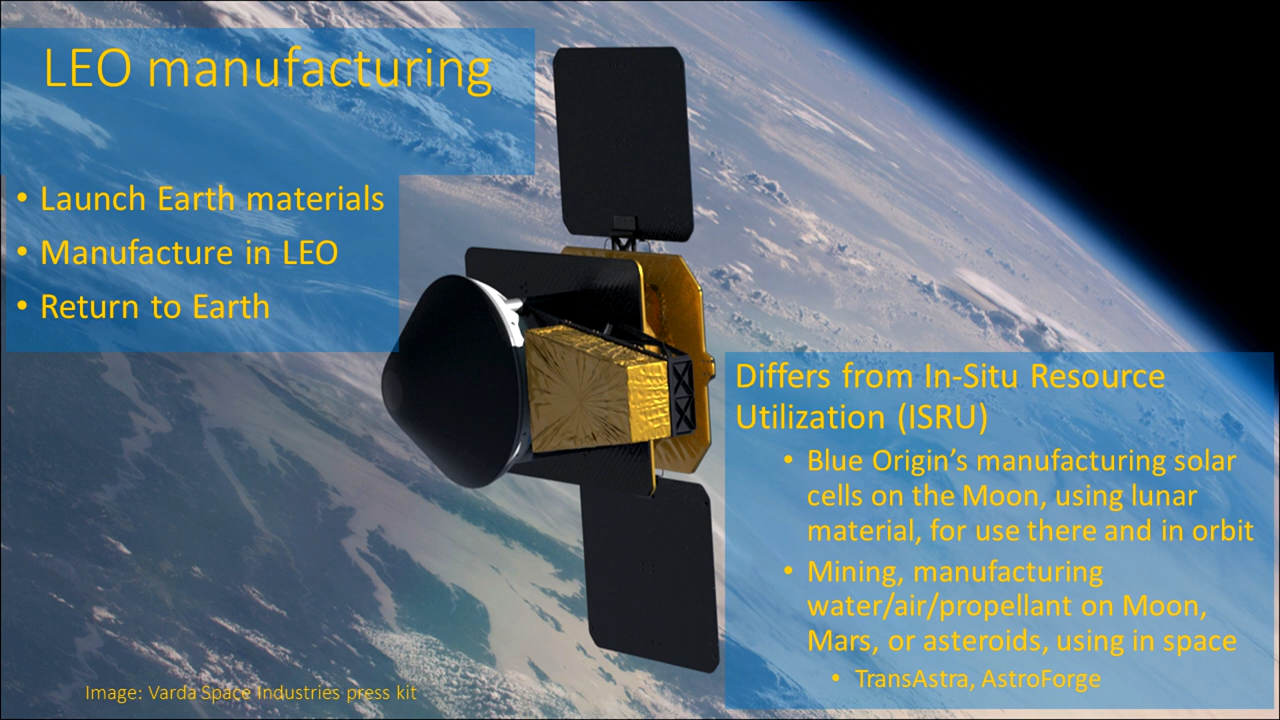 LEO manufacturing
• Launch Earth materials
• Manufacture in LEO
• Return to Earth
Differs from In-Situ Resource
Utilization (ISRU)
• Blue Origin’s manufacturing solar
cells on the Moon, using lunar
material, for use there and in orbit
• Mining, manufacturing
water/air/propellant on Moon,
Mars, or asteroids, using in space
• TransAstra, AstroForge
Image: Varda Space Industries press kit